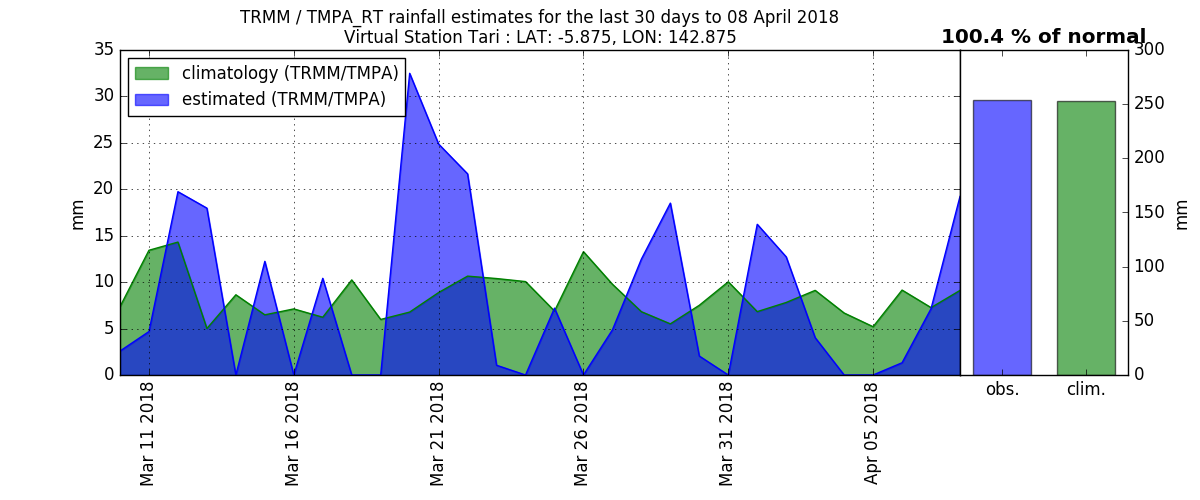 TRMM / TMPA_RT rainfall estimates for the last 30 days to 08 April 2018
Virtual Station Tari : LAT: -5.875, LON: 142.875
100.4 % of normal
climatology (TRMM/TMPA)
estimated (TRMM/TMPA)
mm
35
30
25
20
15
10
5
0
Mar 11 2018
Mar 16 2018
Mar 21 2018
Mar 26 2018
Mar 31 2018
Apr 05 2018
obs.
clim.
300
250
200
150
100
50
0
mm